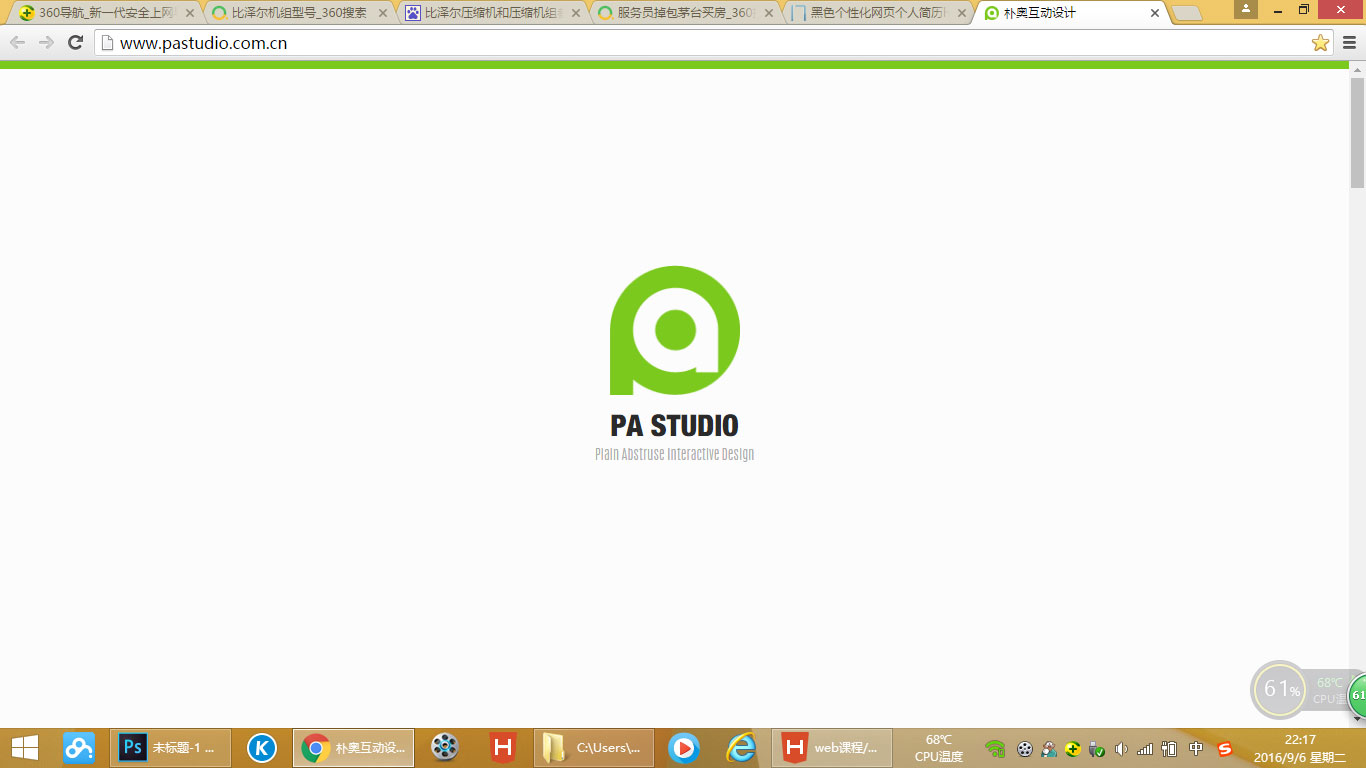 360导航_新一代安全上网
比泽尔机组型号_360搜索
比泽尔压缩机和压缩机组
服务员掉包茅台买房_360
黑色个性化网页个人简历
朴奥互动设计
www.pastudio.com.cn
pa
PA STUDIO
Plain Abstruse Interactive Design
61%
68℃
CPU温
61
Ps
未标题-1 ...
K
朴奥互动设...
H
C:\Users\...
H
web课程/...
68℃
CPU温度
中
S
22:17
2016/9/6 星期二